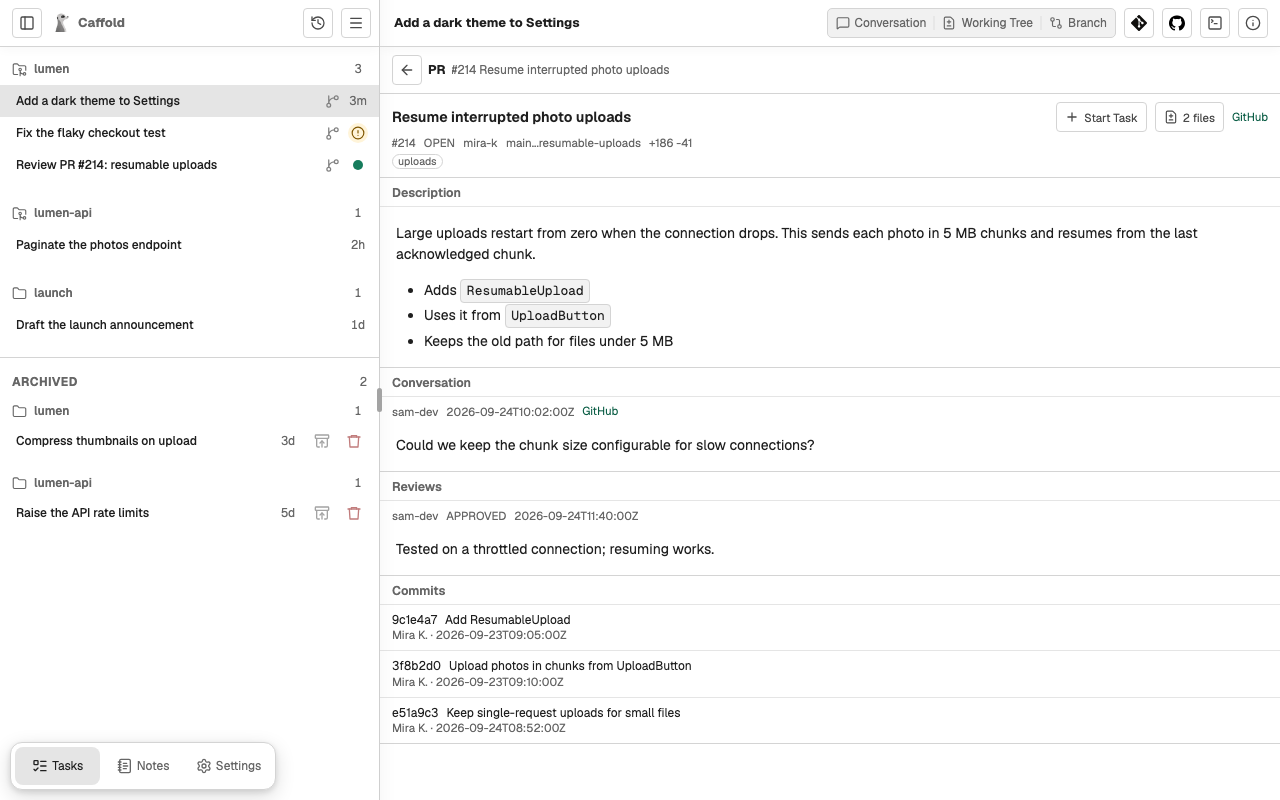 Caffold
lumen 3
Add a dark theme to Settings 3m
Fix the flaky checkout test
Review PR #214: resumable uploads
lumen-api 1
Paginate the photos endpoint 2h
launch 1
Draft the launch announcement 1d
ARCHIVED 2
lumen 1
Compress thumbnails on upload 3d
lumen-api 1
Raise the API rate limits 5d
Tasks Notes Settings
Add a dark theme to Settings Conversation Working Tree Branch
PR #214 Resume interrupted photo uploads
Resume interrupted photo uploads Start Task 2 files GitHub
#214 OPEN mira-k main...resumable-uploads +186 -41
uploads
Description
Large uploads restart from zero when the connection drops. This sends each photo in 5 MB chunks and resumes from the last
acknowledged chunk.
• Adds ResumableUpload
• Uses it from UploadButton
• Keeps the old path for files under 5 MB
Conversation
sam-dev 2026-09-24T10:02:00Z GitHub
Could we keep the chunk size configurable for slow connections?
Reviews
sam-dev APPROVED 2026-09-24T11:40:00Z
Tested on a throttled connection; resuming works.
Commits
9c1e4a7 Add ResumableUpload
Mira K. · 2026-09-23T09:05:00Z
3f8b2d0 Upload photos in chunks from UploadButton
Mira K. · 2026-09-23T09:10:00Z
e51a9c3 Keep single-request uploads for small files
Mira K. · 2026-09-24T08:52:00Z